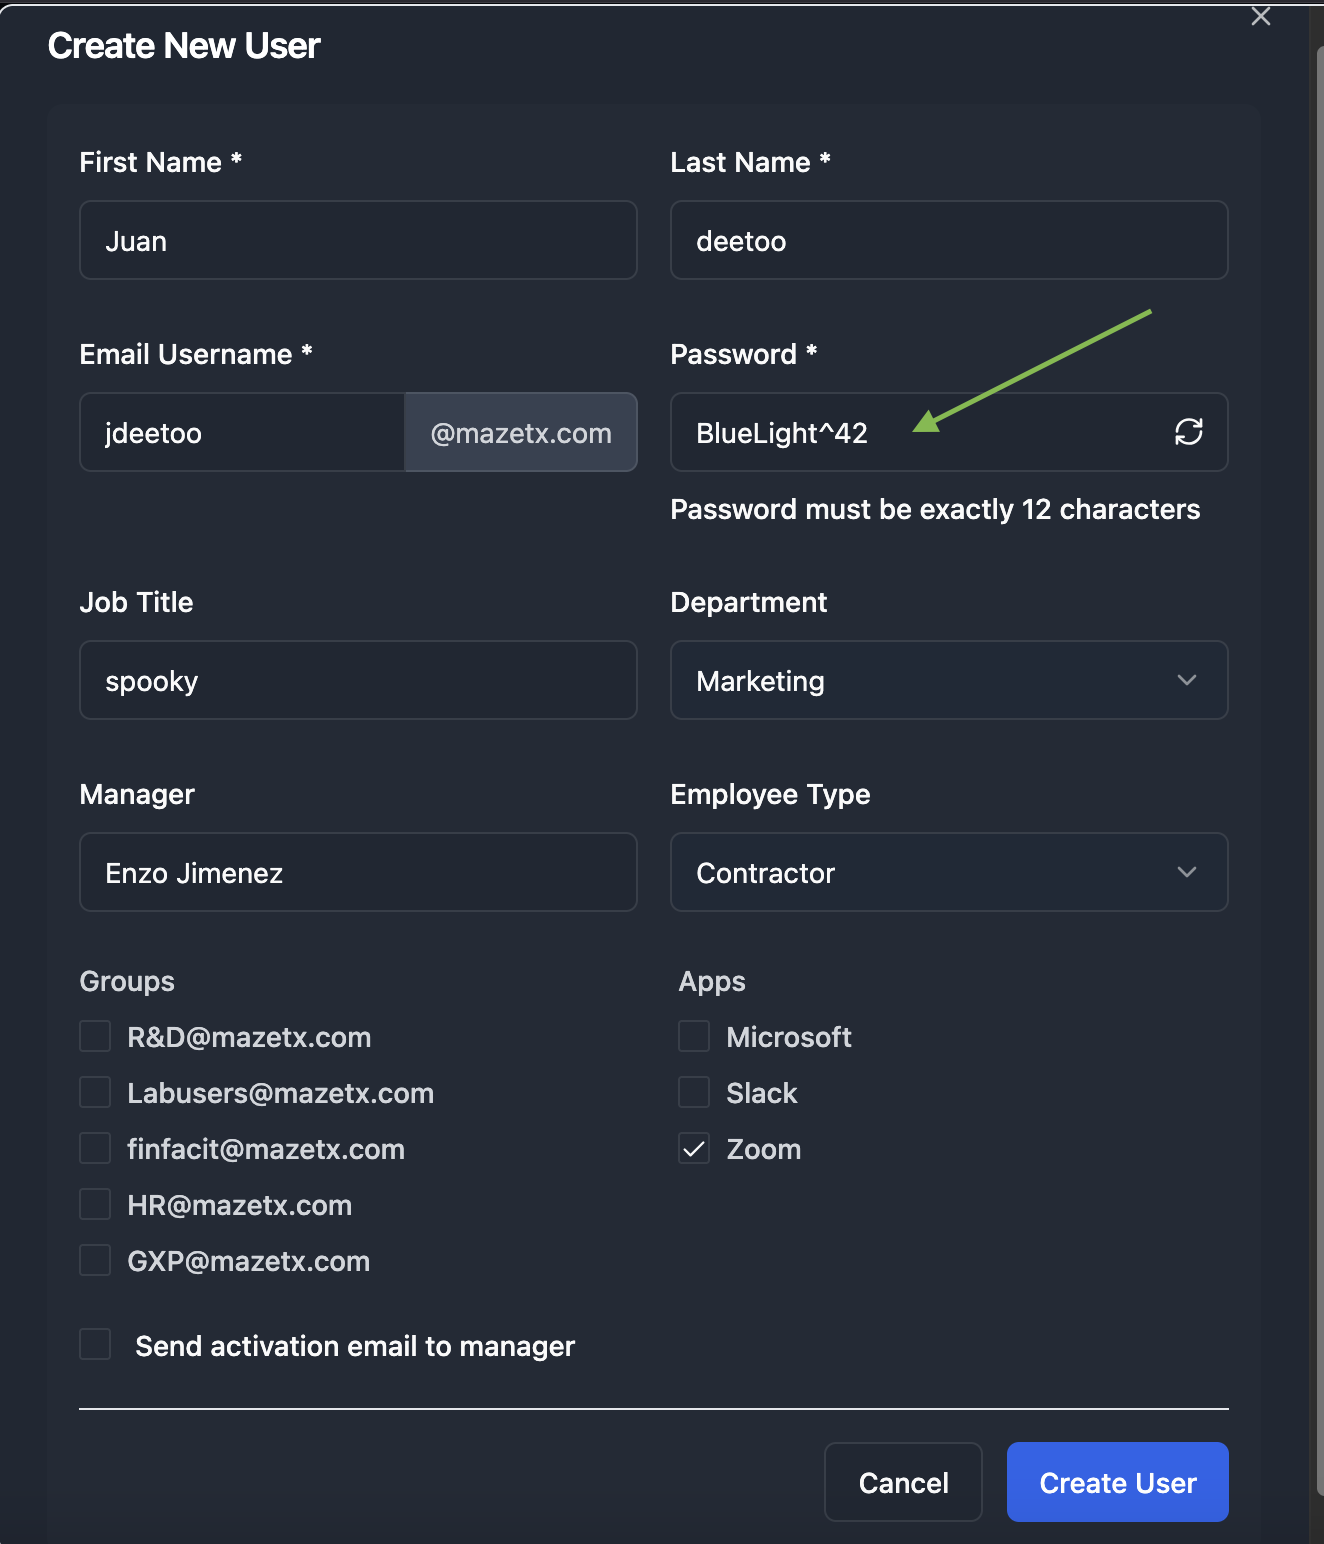 Create New User
First Name *
Last Name *
Juan
deetoo
Email Username *
Password *
jdeetoo
@mazetx.com
BlueLight^42
Password must be exactly 12 characters
Job Title
Department
spooky
Marketing
Manager
Employee Type
Enzo Jimenez
Contractor
Groups
Apps
R&D@mazetx.com
Microsoft
Labusers@mazetx.com
Slack
finfacit@mazetx.com
Zoom
HR@mazetx.com
GXP@mazetx.com
Send activation email to manager
Cancel
Create User